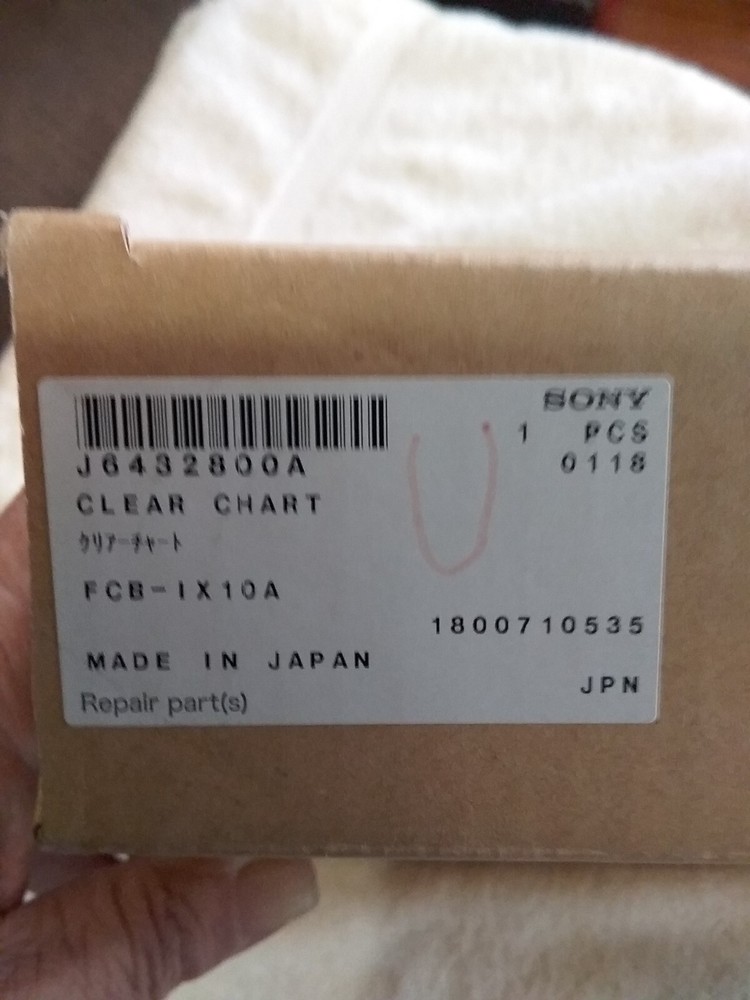 SONY
1 PCS
J6432800A
0118
CLEAR CHART
クリアーチャート
FCB-IX10A
1800710535
MADE IN JAPAN
JPN
Repair part(s)